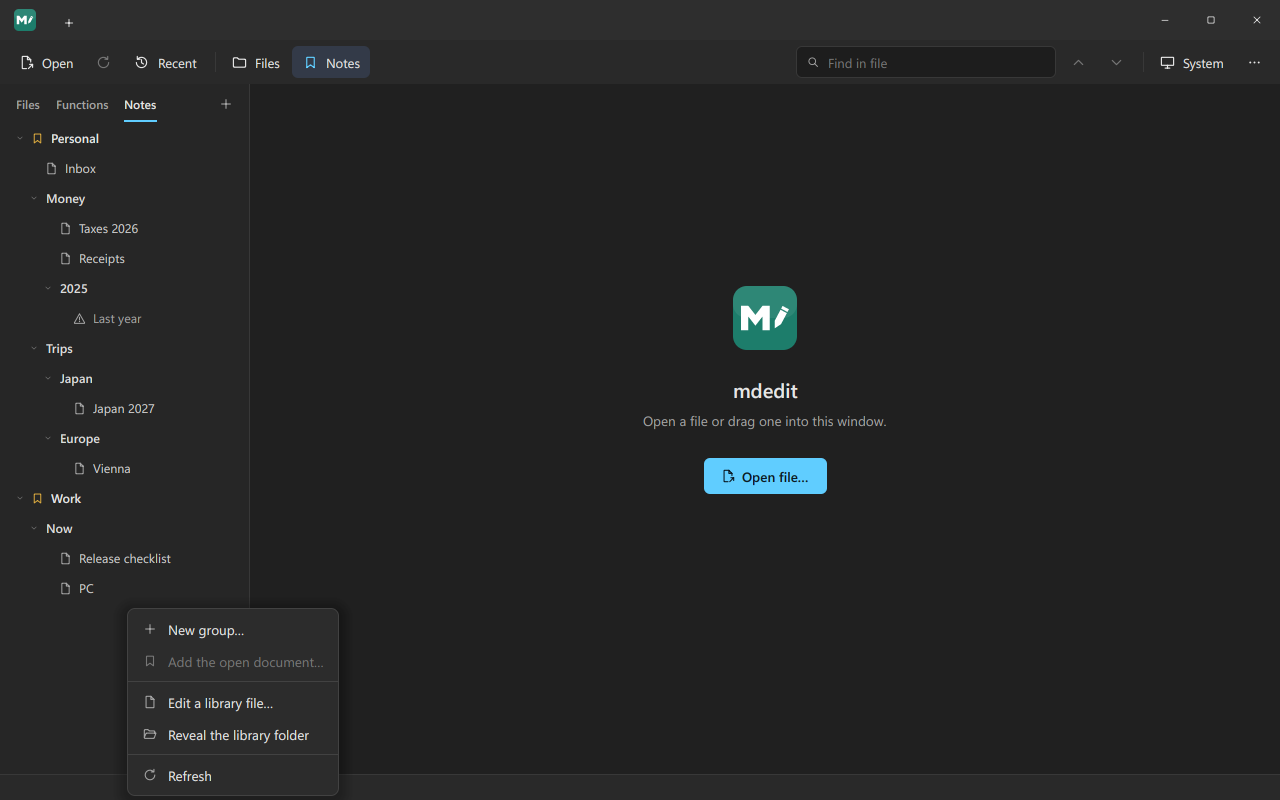 M
Open
Recent
Files
Notes
Find in file
System
Files
Functions
Notes
Personal
Inbox
Money
Taxes 2026
Receipts
2025
Last year
Trips
Japan
Japan 2027
Europe
Vienna
Work
Now
Release checklist
PC
New group...
Add the open document...
Edit a library file...
Reveal the library folder
Refresh
M
mdedit
Open a file or drag one into this window.
Open file...